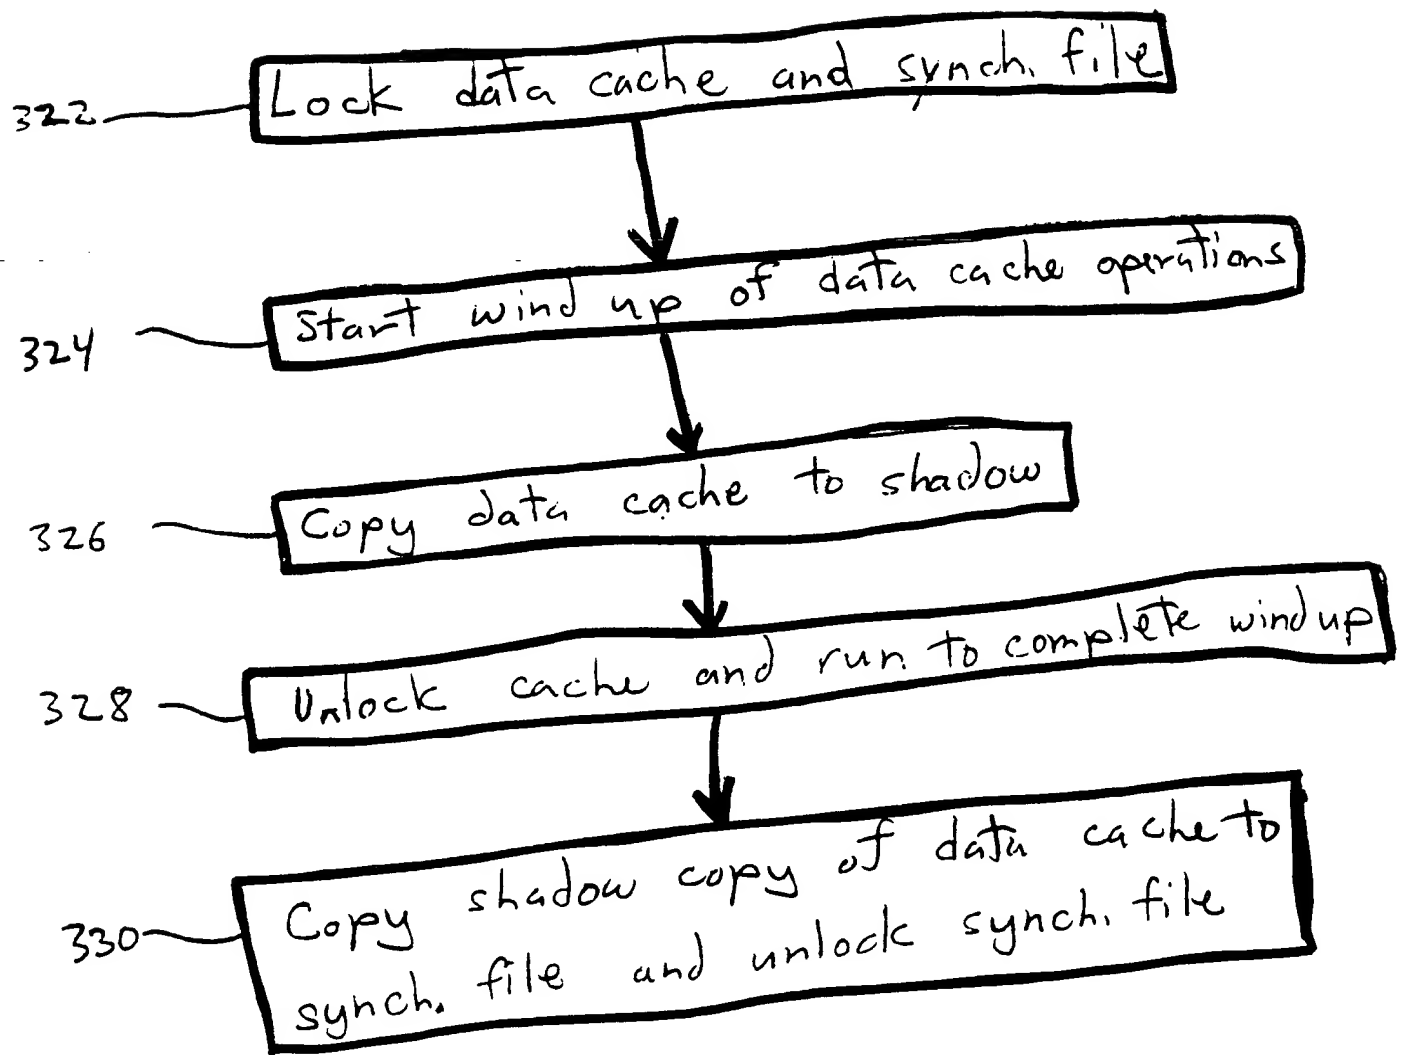 322 Lock data cache and synch. file
324 Start wind up of data cache operations
326 Copy data cache to shadow
328 Unlock cache and run to complete windup
330 Copy shadow copy of data cache to
synch. file and unlock synch. file